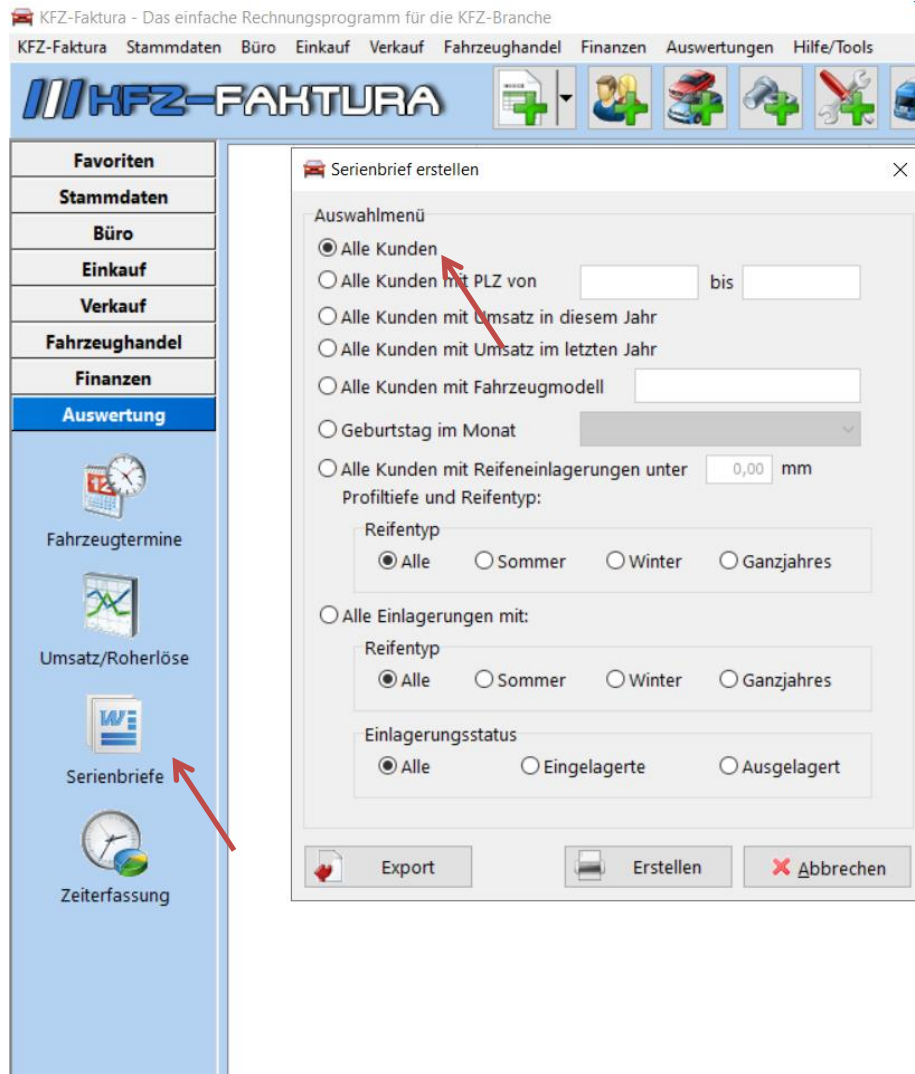 KFZ-Faktura - Das einfache Rechnungsprogramm für die KFZ-Branche
KFZ-Faktura Stammdaten Büro Einkauf Verkauf Fahrzeughandel Finanzen Auswertungen Hilfe/Tools
KFZ-FAKTURA
INVOICE
Favoriten
Stammdaten
Büro
Einkauf
Verkauf
Fahrzeughandel
Finanzen
Auswertung
12
Fahrzeugtermine
Umsatz/Roherlöse
W
Serienbriefe
Zeiterfassung
Serienbrief erstellen
Auswahlmenü
Alle Kunden
Alle Kunden mit PLZ von bis
Alle Kunden mit Umsatz in diesem Jahr
Alle Kunden mit Umsatz im letzten Jahr
Alle Kunden mit Fahrzeugmodell
Geburtstag im Monat
Alle Kunden mit Reifeneinlagerungen unter 0,00 mm
Profiltiefe und Reifentyp:
Reifentyp
Alle Sommer Winter Ganzjahres
Alle Einlagerungen mit:
Reifentyp
Alle Sommer Winter Ganzjahres
Einlagerungsstatus
Alle Eingelagerte Ausgelagert
Export Erstellen Abbrechen